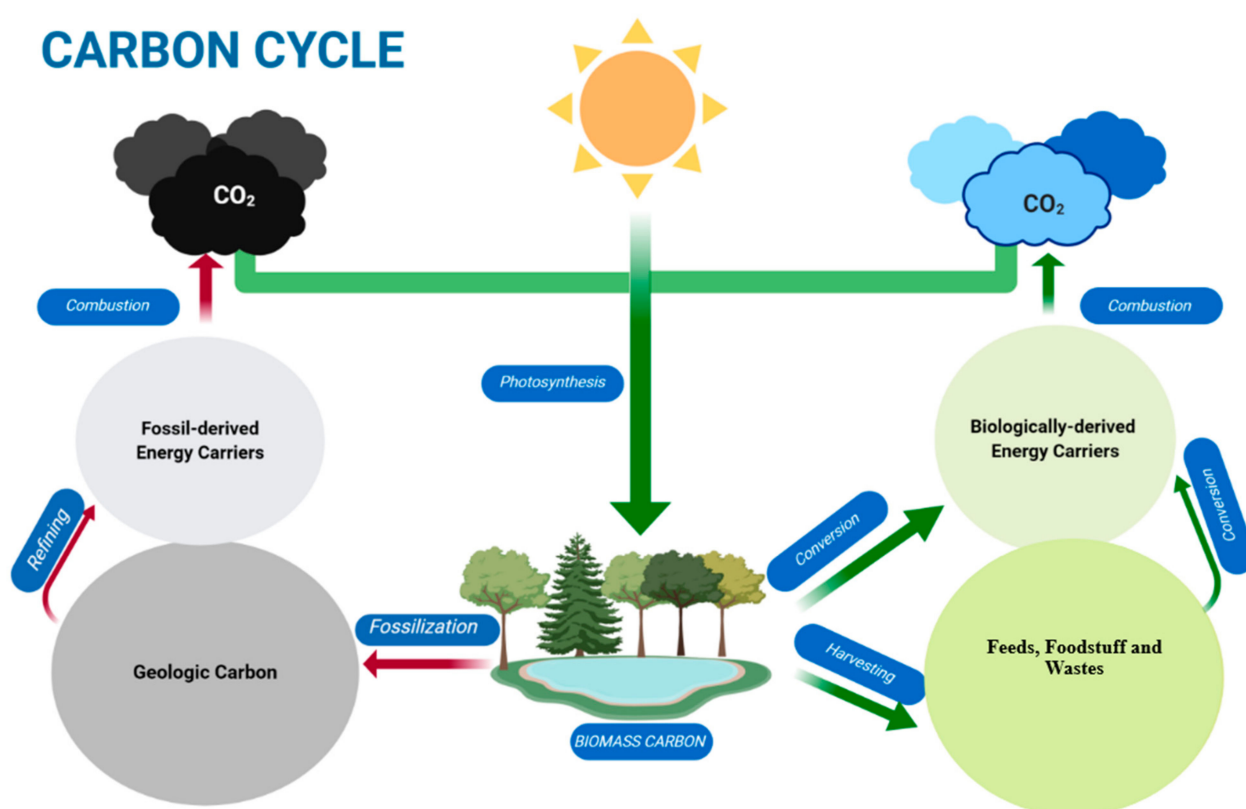 CARBON CYCLE
CO₂
CO₂
Combustion
Combustion
Photosynthesis
Fossil-derived
Energy Carriers
Biologically-derived
Energy Carriers
Refining
Conversion
Conversion
Fossilization
Geologic Carbon
Harvesting
Feeds, Foodstuff and
Wastes
BIOMASS CARBON